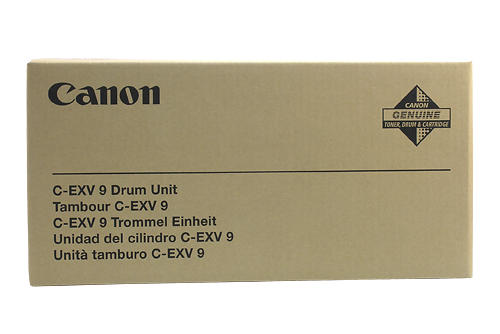 Canon
CANON
GENUINE
TONER, DRUM & CARTRIDGE
C-EXV 9 Drum Unit
Tambour C-EXV 9
C-EXV 9 Trommel Einheit
Unidad del cilindro C-EXV 9
Unità tamburo C-EXV 9